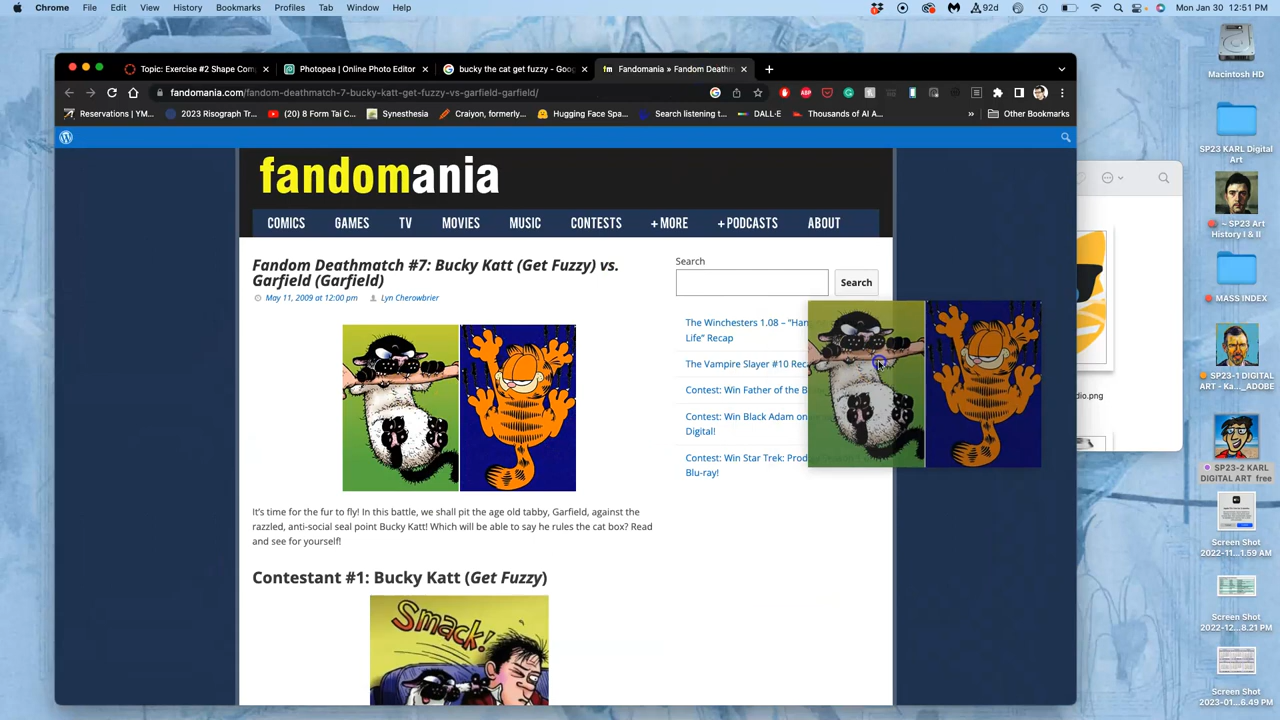 Chrome File Edit View History Bookmarks Profiles Tab Window Help
92d Mon Jan 30 12:51 PM
Topic: Exercise #2 Shape Com
Photopea | Online Photo Editor
bucky the cat get fuzzy - Goog
Fandomania » Fandom Deathm
fandomania.com/fandom-deathmatch-7-bucky-katt-get-fuzzy-vs-garfield-garfield/
Reservations | YM...
2023 Risograph Tr...
(20) 8 Form Tai C...
Synesthesia
Craiyon, formerly...
Hugging Face Spa...
Search listening t...
DALL·E
Thousands of AI A...
» Other Bookmarks
fandomania
COMICS GAMES TV MOVIES MUSIC CONTESTS + MORE + PODCASTS ABOUT
Fandom Deathmatch #7: Bucky Katt (Get Fuzzy) vs.
Garfield (Garfield)
May 11, 2009 at 12:00 pm Lyn Cherowbrier
It's time for the fur to fly! In this battle, we shall pit the age old tabby, Garfield, against the
razzled, anti-social seal point Bucky Katt! Which will be able to say he rules the cat box? Read
and see for yourself!
Contestant #1: Bucky Katt (Get Fuzzy)
Smack!
Search
Search
The Winchesters 1.08 – "Han
Life" Recap
The Vampire Slayer #10 Reca
Contest: Win Father of the B
Contest: Win Black Adam on
Digital!
Contest: Win Star Trek: Prod
Blu-ray!
dio.png
Macintosh HD
SP23 KARL Digital
Art
~ SP23 Art
History I & II
MASS INDEX
SP23-1 DIGITAL
ART - Ka..._ADOBE
SP23-2 KARL
DIGITAL ART free
Screen Shot
2022-11...1.59 AM
Screen Shot
2022-12...8.21 PM
Screen Shot
2023-01...6.49 PM